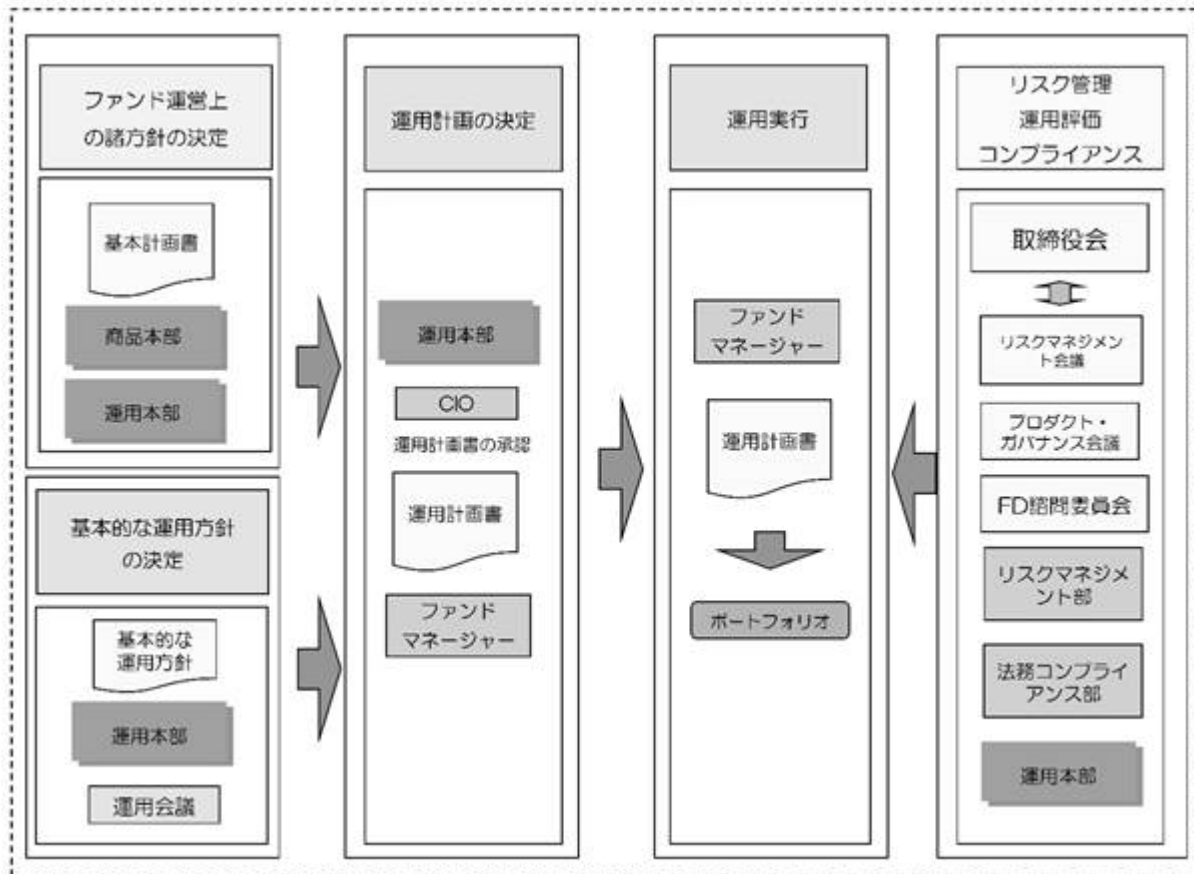 ファンド運営上
の諸方針の決定
基本計画書
商品本部
運用本部
基本的な運用方針
の決定
基本的な
運用方針
運用本部
運用会議
運用計画の決定
運用本部
CIO
運用計画書の承認
運用計画書
ファンド
マネージャー
運用実行
ファンド
マネージャー
運用計画書
ポートフォリオ
リスク管理
運用評価
コンプライアンス
取締役会
リスクマネジメン
ト会議
プロダクト・
ガバナンス会議
FD諮問委員会
リスクマネジメ
ント部
法務コンプライ
アンス部
運用本部